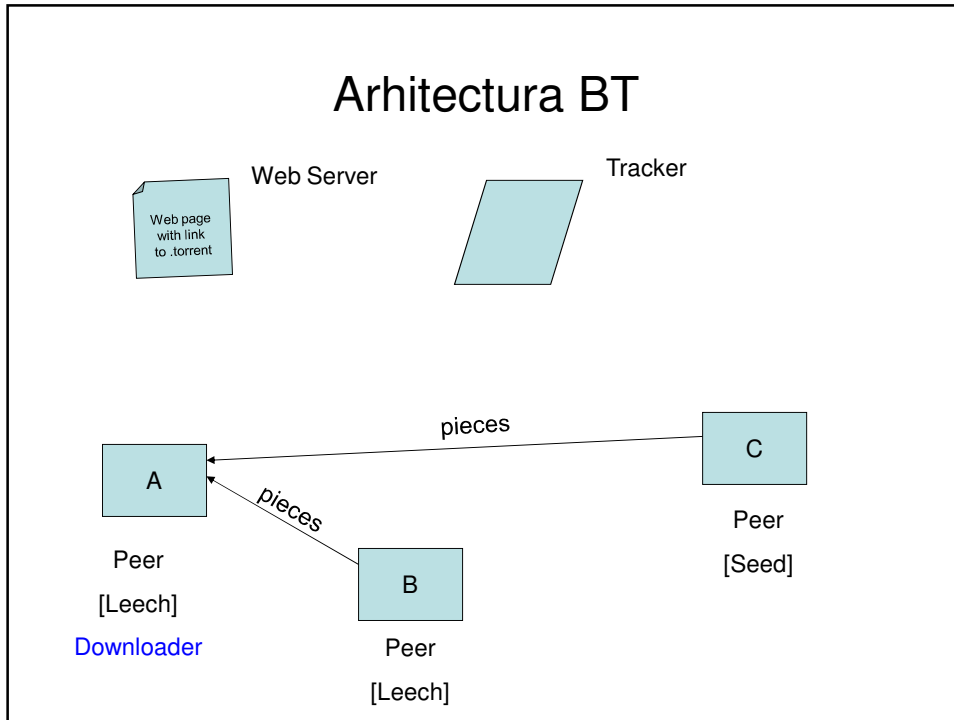 Arhitectura BT
Web Server
Tracker
Web page
with link
to .torrent
pieces
C
A
pieces
Peer
[Seed]
Peer
[Leech]
Downloader
B
Peer
[Leech]